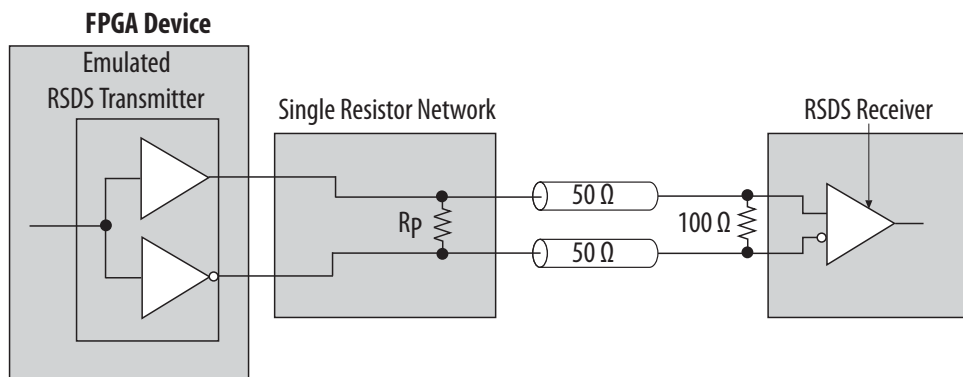 FPGA Device
Emulated
RSDS Transmitter
Single Resistor Network
RSDS Receiver
50 Ω
RP
100 Ω
50 Ω